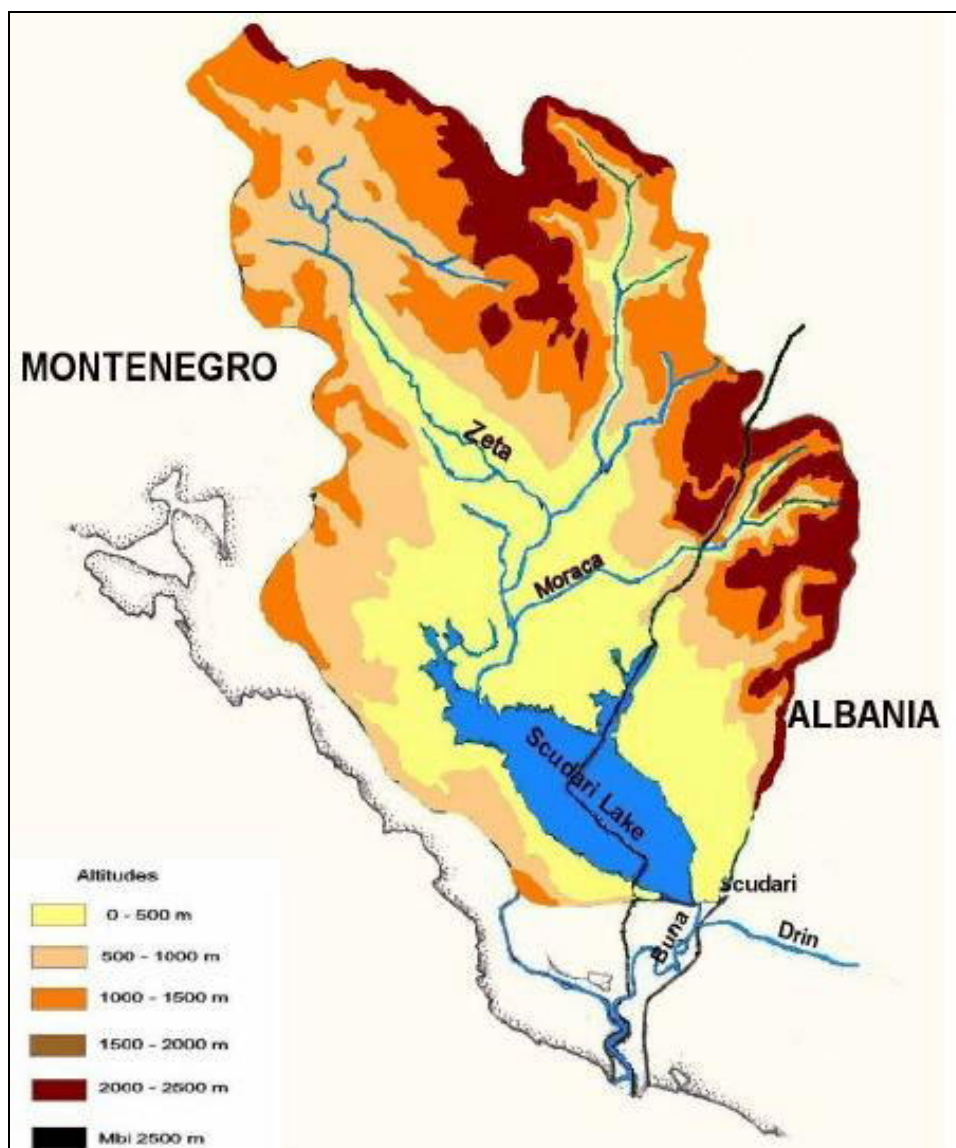 MONTENEGRO
Zeta
Moraca
ALBANIA
Scudari Lake
Scudari
Buna
Drin
Altitudes
0 - 500 m
500 - 1000 m
1000 - 1500 m
1500 - 2000 m
2000 - 2500 m
Mbi 2500 m